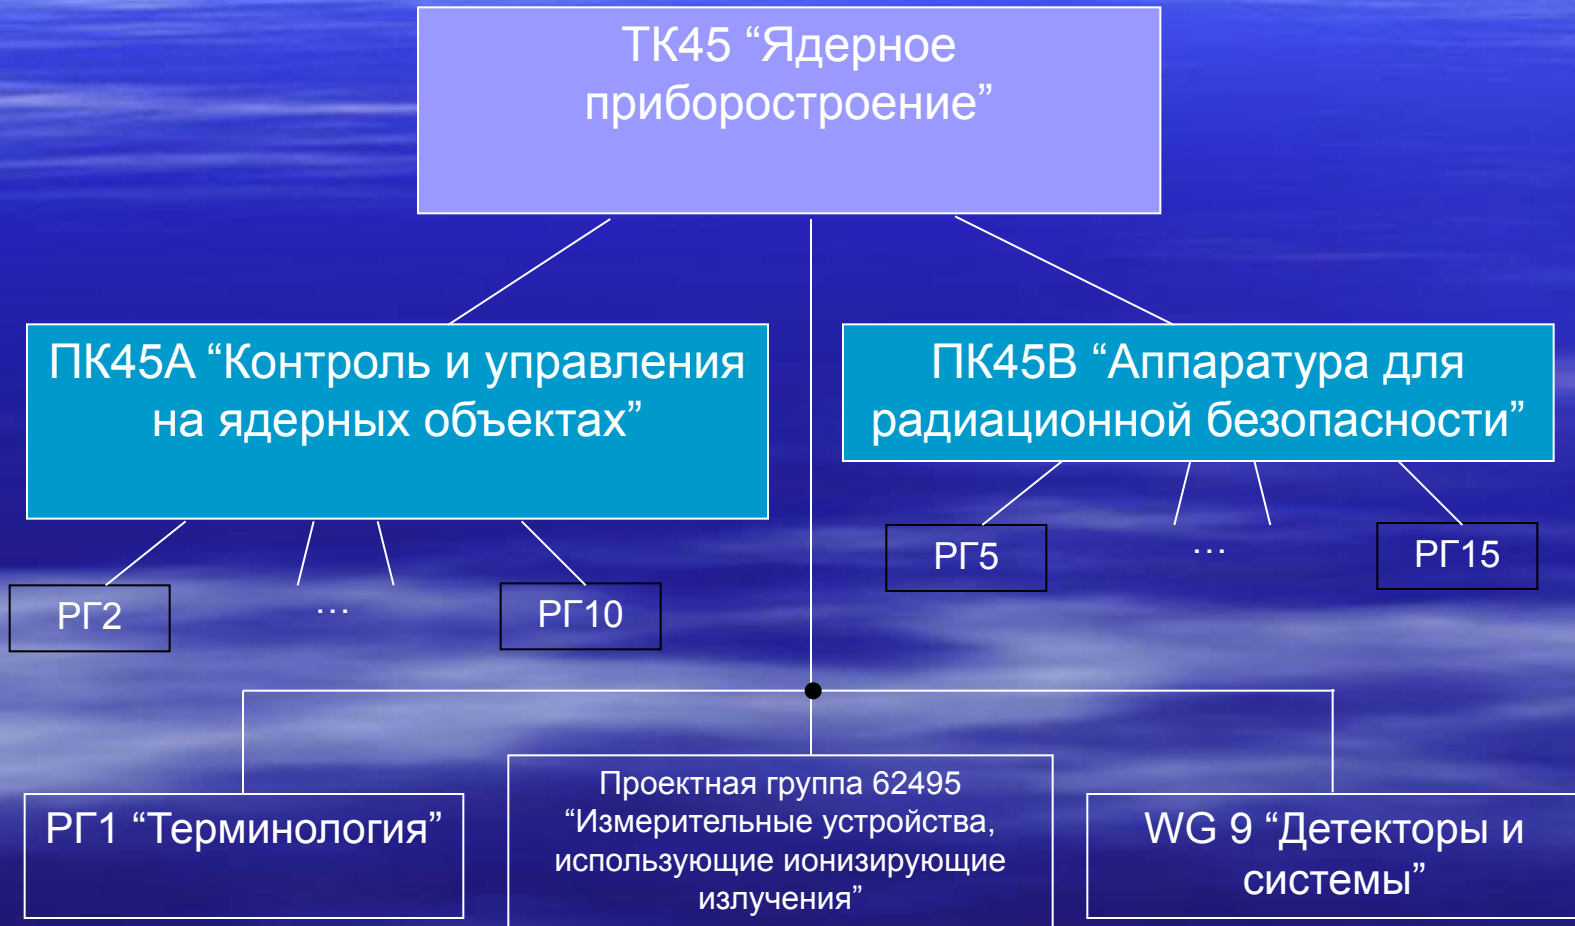 ТК45 “Ядерное
приборостроение”
ПК45А “Контроль и управления
на ядерных объектах”
ПК45В “Аппаратура для
радиационной безопасности”
РГ5
…
РГ15
РГ2
…
РГ10
РГ1 “Терминология”
Проектная группа 62495
“Измерительные устройства,
использующие ионизирующие
излучения”
WG 9 “Детекторы и
системы”